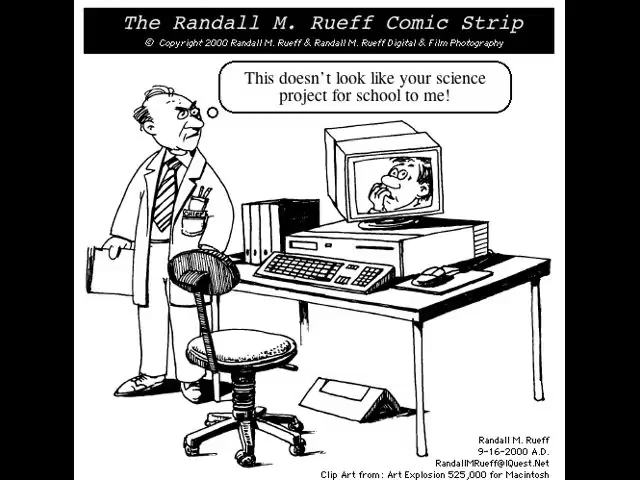 The Randall M. Rueff Comic Strip
© Copyright 2000 Randall M. Rueff & Randall M. Rueff Digital & Film Photography
This doesn't look like your science
project for school to me!
Randall M. Rueff
9-16-2000 A.D.
RandallMRueff@IQuest.Net
Clip Art from: Art Explosion 525,000 for Macintosh